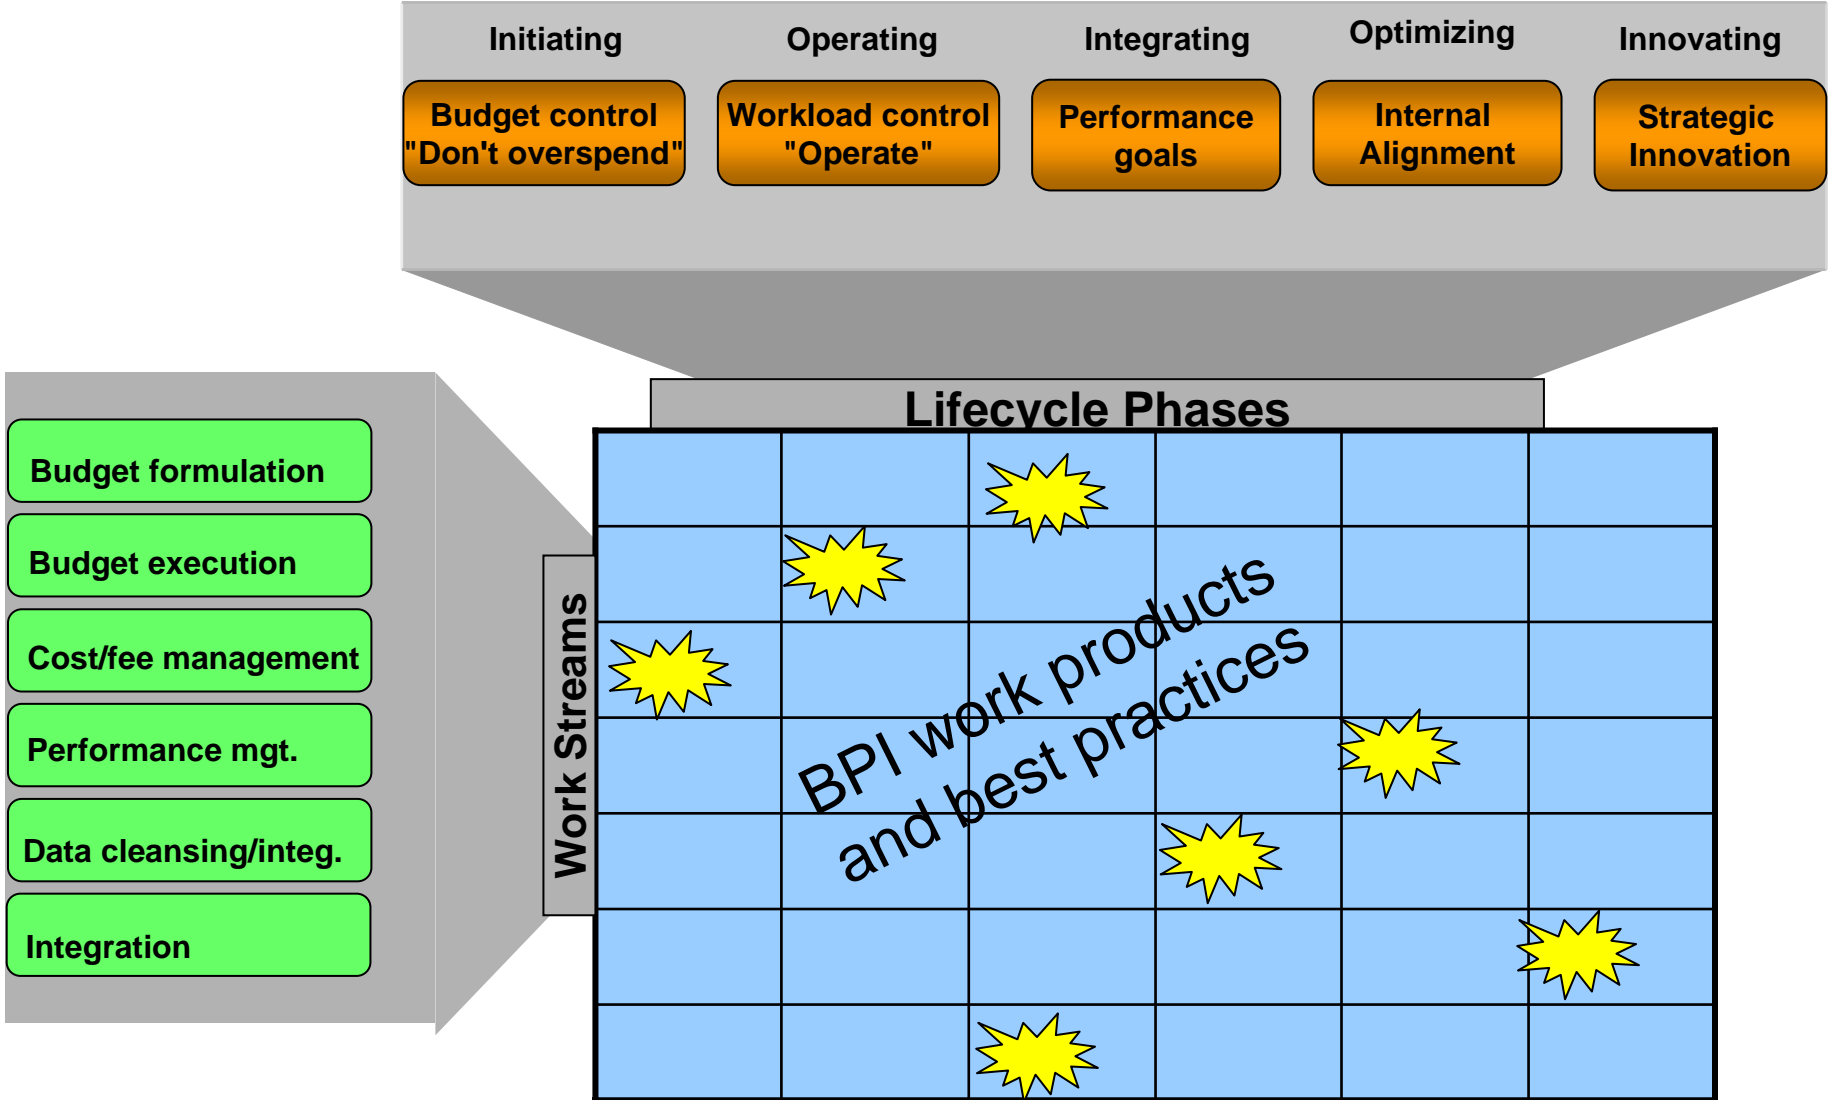 Initiating
Operating
Integrating
Optimizing
Innovating
Budget control
"Don't overspend"
Workload control
"Operate"
Performance
goals
Internal
Alignment
Strategic
Innovation
Lifecycle Phases
Budget formulation
Budget execution
Cost/fee management
Performance mgt.
Data cleansing/integ.
Integration
Work Streams
BPI work products
and best practices